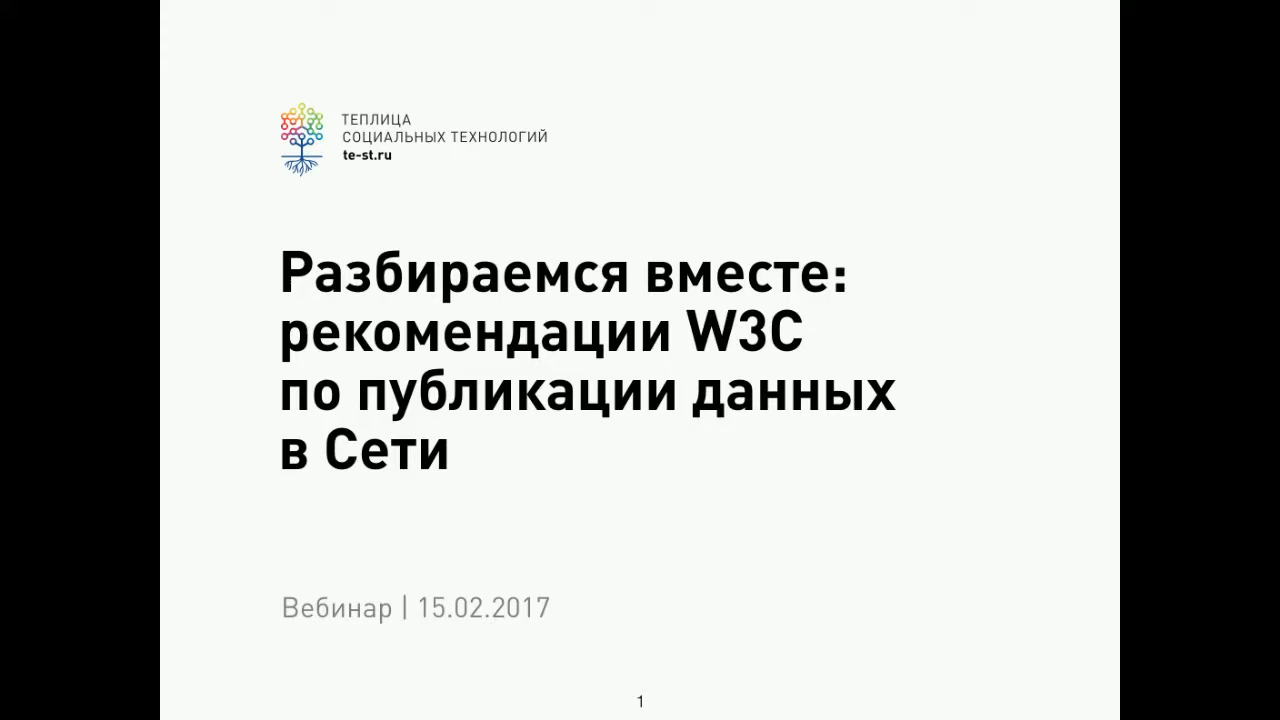 ТЕПЛИЦА
СОЦИАЛЬНЫХ ТЕХНОЛОГИЙ
te-st.ru
Разбираемся вместе:
рекомендации W3C
по публикации данных
в Сети
Вебинар | 15.02.2017
1